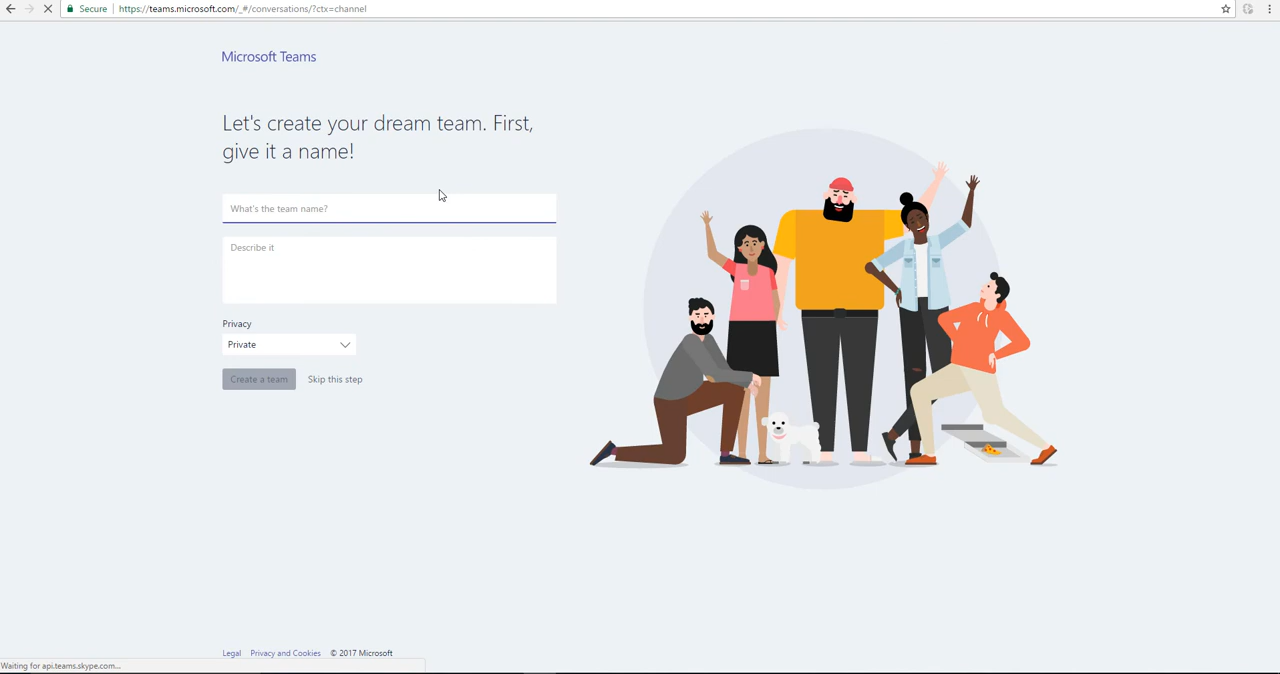 Secure
https://teams.microsoft.com/_#/conversations/?ctx=channel
Microsoft Teams
Let's create your dream team. First,
give it a name!
What's the team name?
Describe it
Privacy
Private
Create a team
Skip this step
Legal
Privacy and Cookies
© 2017 Microsoft
Waiting for api.teams.skype.com...